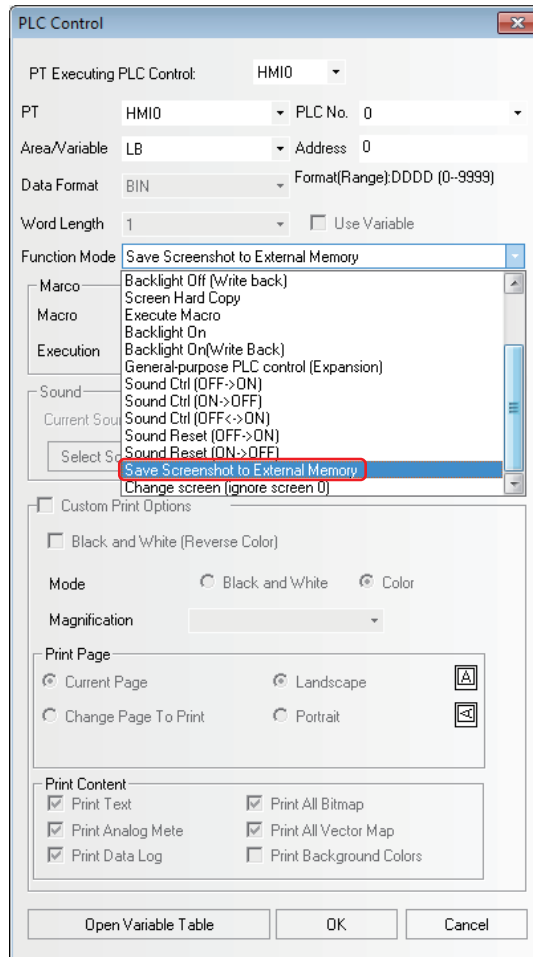 PLC Control
PT Executing PLC Control: HMI0
PT HMI0 PLC No. 0
Area/Variable LB Address 0
Data Format BIN Format(Range):DDDD (0--9999)
Word Length 1 Use Variable
Function Mode Save Screenshot to External Memory
Marco
Backlight Off (Write back)
Screen Hard Copy
Macro Execute Macro
Backlight On
Execution Backlight On(Write Back)
General-purpose PLC control (Expansion)
Sound Sound Ctrl (OFF->ON)
Sound Ctrl (ON->OFF)
Current Sou Sound Ctrl (OFF<->ON)
Sound Reset (OFF->ON)
Select So Sound Reset (ON->OFF)
Save Screenshot to External Memory
Change screen (ignore screen 0)
Custom Print Options
Black and White (Reverse Color)
Mode Black and White Color
Magnification
Print Page
Current Page Landscape A
Change Page To Print Portrait A
Print Content
Print Text Print All Bitmap
Print Analog Mete Print All Vector Map
Print Data Log Print Background Colors
Open Variable Table OK Cancel